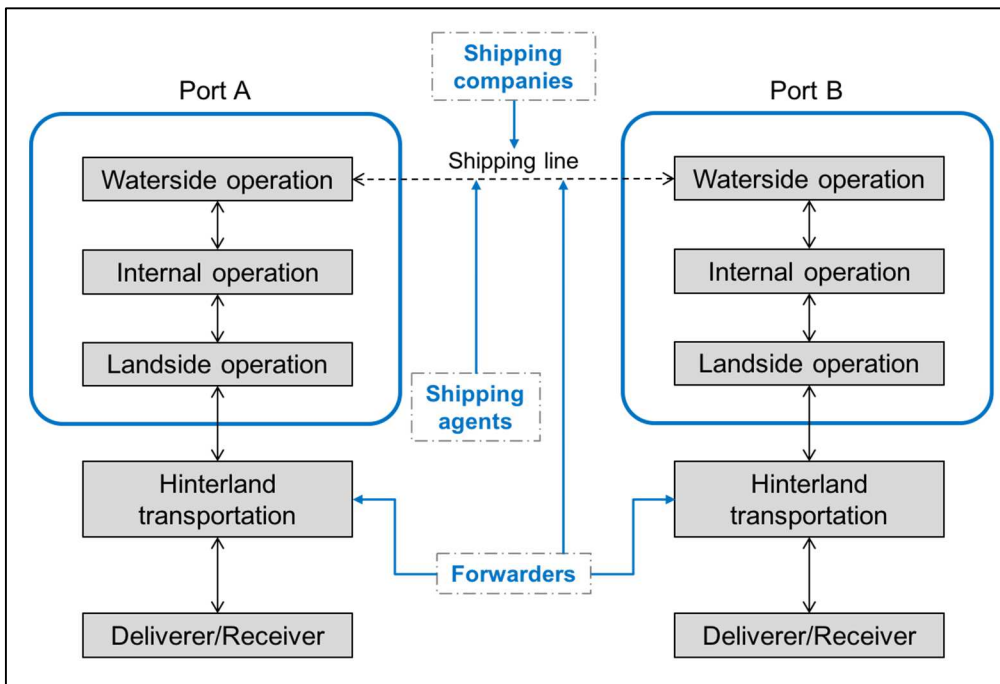 Shipping
companies
Port A
Port B
Shipping line
Waterside operation
Waterside operation
Internal operation
Internal operation
Landside operation
Landside operation
Shipping
agents
Hinterland
transportation
Hinterland
transportation
Forwarders
Deliverer/Receiver
Deliverer/Receiver